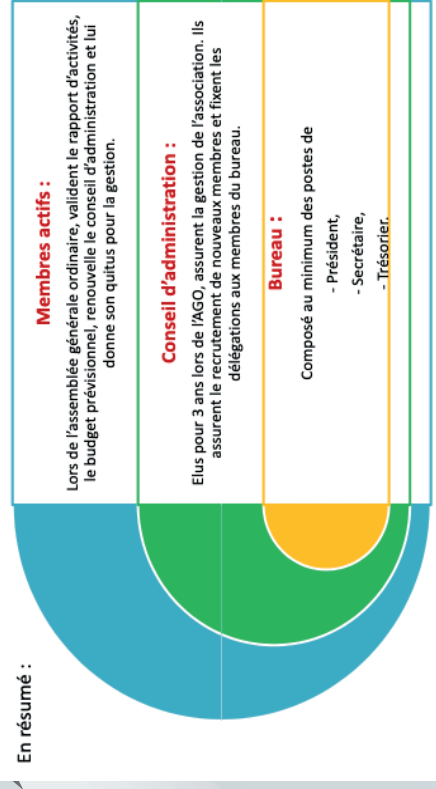 En résumé :
Membres actifs :
Lors de l'assemblée générale ordinaire, valident le rapport d'activités,
le budget prévisionnel, renouvelle le conseil d'administration et lui
donne son quitus pour la gestion.
Conseil d'administration :
Elus pour 3 ans lors de l'AGO, assurent la gestion de l'association. Ils
assurent le recrutement de nouveaux membres et fixent les
délégations aux membres du bureau.
Bureau :
Composé au minimum des postes de
- Président,
- Secrétaire,
- Trésorier.